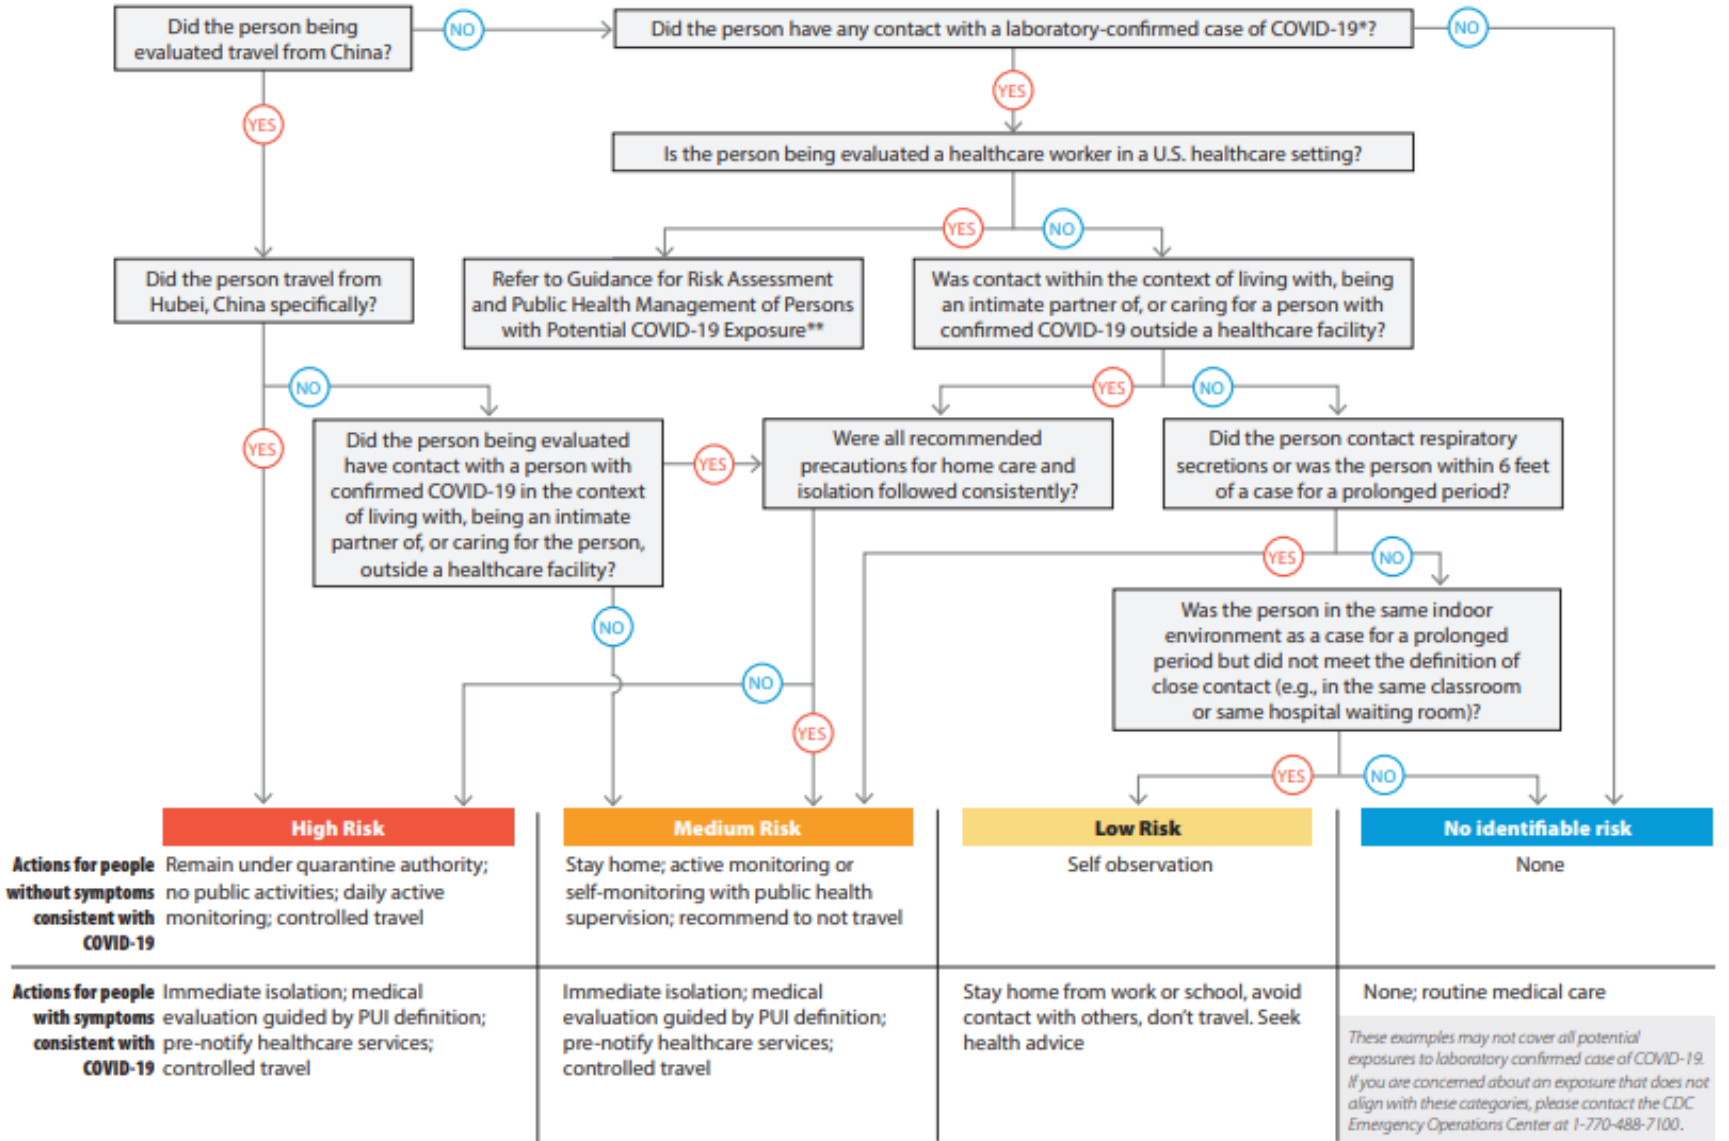 Did the person being
evaluated travel from China?
NO
Did the person have any contact with a laboratory-confirmed case of COVID-19*?
NO
YES
YES
Is the person being evaluated a healthcare worker in a U.S. healthcare setting?
YES
NO
Did the person travel from
Hubei, China specifically?
Refer to Guidance for Risk Assessment
and Public Health Management of Persons
with Potential COVID-19 Exposure**
Was contact within the context of living with, being
an intimate partner of, or caring for a person with
confirmed COVID-19 outside a healthcare facility?
NO
YES
NO
YES
Did the person being evaluated
have contact with a person with
confirmed COVID-19 in the context
of living with, being an intimate
partner of, or caring for the person,
outside a healthcare facility?
YES
Were all recommended
precautions for home care and
isolation followed consistently?
Did the person contact respiratory
secretions or was the person within 6 feet
of a case for a prolonged period?
YES
NO
NO
Was the person in the same indoor
environment as a case for a prolonged
period but did not meet the definition of
close contact (e.g., in the same classroom
or same hospital waiting room)?
NO
YES
YES
NO
High Risk
Medium Risk
Low Risk
No identifiable risk
Actions for people
without symptoms
consistent with
COVID-19
Remain under quarantine authority;
no public activities; daily active
monitoring; controlled travel
Stay home; active monitoring or
self-monitoring with public health
supervision; recommend to not travel
Self observation
None
Actions for people
with symptoms
consistent with
COVID-19
Immediate isolation; medical
evaluation guided by PUI definition;
pre-notify healthcare services;
controlled travel
Immediate isolation; medical
evaluation guided by PUI definition;
pre-notify healthcare services;
controlled travel
Stay home from work or school, avoid
contact with others, don't travel. Seek
health advice
None; routine medical care
These examples may not cover all potential
exposures to laboratory confirmed case of COVID-19.
If you are concerned about an exposure that does not
align with these categories, please contact the CDC
Emergency Operations Center at 1-770-488-7100.